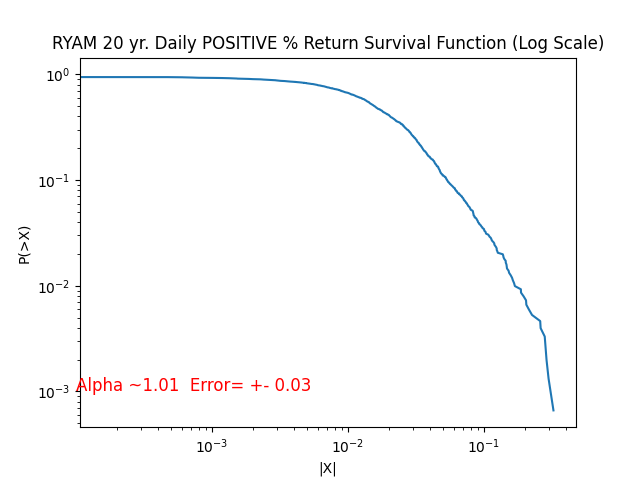 RYAM 20 yr. Daily POSITIVE % Return Survival Function (Log Scale)
10⁰
10⁻¹
10⁻²
10⁻³
P(>X)
Alpha ~1.01  Error= +- 0.03
10⁻³ 10⁻² 10⁻¹
|X|